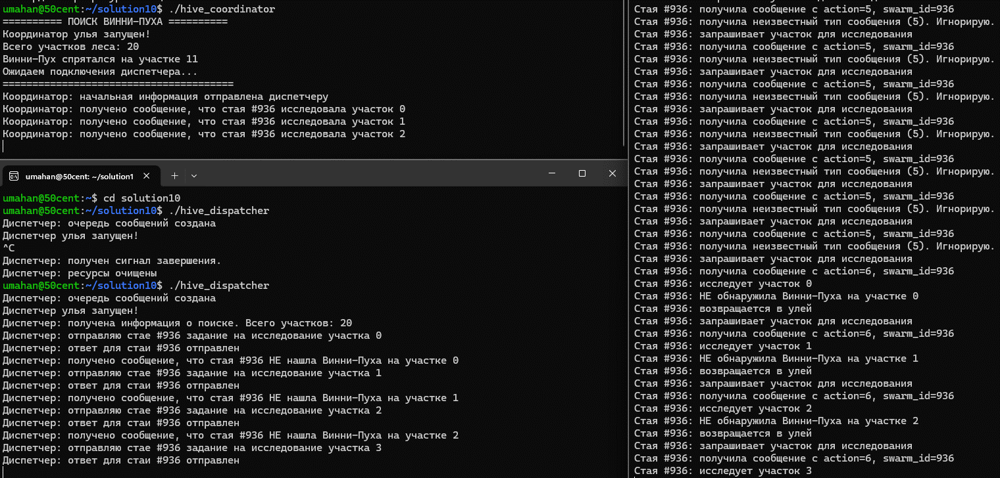 umahan@50cent:~/solution10$ ./hive_coordinator
========== ПОИСК ВИННИ-ПУХА ==========
Координатор улья запущен!
Всего участков леса: 20
Винни-Пух спрятался на участке 11
Ожидаем подключения диспетчера...
=======================================
Координатор: начальная информация отправлена диспетчеру
Координатор: получено сообщение, что стая #936 исследовала участок 0
Координатор: получено сообщение, что стая #936 исследовала участок 1
Координатор: получено сообщение, что стая #936 исследовала участок 2
umahan@50cent: ~/solution1
umahan@50cent:~$ cd solution10
umahan@50cent:~/solution10$ ./hive_dispatcher
Диспетчер: очередь сообщений создана
Диспетчер улья запущен!
^C
Диспетчер: получен сигнал завершения.
Диспетчер: ресурсы очищены
umahan@50cent:~/solution10$ ./hive_dispatcher
Диспетчер: очередь сообщений создана
Диспетчер улья запущен!
Диспетчер: получена информация о поиске. Всего участков: 20
Диспетчер: отправляю стае #936 задание на исследование участка 0
Диспетчер: ответ для стаи #936 отправлен
Диспетчер: получено сообщение, что стая #936 НЕ нашла Винни-Пуха на участке 0
Диспетчер: отправляю стае #936 задание на исследование участка 1
Диспетчер: ответ для стаи #936 отправлен
Диспетчер: получено сообщение, что стая #936 НЕ нашла Винни-Пуха на участке 1
Диспетчер: отправляю стае #936 задание на исследование участка 2
Диспетчер: ответ для стаи #936 отправлен
Диспетчер: получено сообщение, что стая #936 НЕ нашла Винни-Пуха на участке 2
Диспетчер: отправляю стае #936 задание на исследование участка 3
Диспетчер: ответ для стаи #936 отправлен
Стая #936: получила сообщение с action=5, swarm_id=936
Стая #936: получила неизвестный тип сообщения (5). Игнорирую.
Стая #936: запрашивает участок для исследования
Стая #936: получила сообщение с action=5, swarm_id=936
Стая #936: получила неизвестный тип сообщения (5). Игнорирую.
Стая #936: запрашивает участок для исследования
Стая #936: получила сообщение с action=5, swarm_id=936
Стая #936: получила неизвестный тип сообщения (5). Игнорирую.
Стая #936: запрашивает участок для исследования
Стая #936: получила сообщение с action=5, swarm_id=936
Стая #936: получила неизвестный тип сообщения (5). Игнорирую.
Стая #936: запрашивает участок для исследования
Стая #936: получила сообщение с action=5, swarm_id=936
Стая #936: получила неизвестный тип сообщения (5). Игнорирую.
Стая #936: запрашивает участок для исследования
Стая #936: получила сообщение с action=5, swarm_id=936
Стая #936: получила неизвестный тип сообщения (5). Игнорирую.
Стая #936: запрашивает участок для исследования
Стая #936: получила сообщение с action=5, swarm_id=936
Стая #936: получила неизвестный тип сообщения (5). Игнорирую.
Стая #936: запрашивает участок для исследования
Стая #936: получила сообщение с action=6, swarm_id=936
Стая #936: исследует участок 0
Стая #936: НЕ обнаружила Винни-Пуха на участке 0
Стая #936: возвращается в улей
Стая #936: запрашивает участок для исследования
Стая #936: получила сообщение с action=6, swarm_id=936
Стая #936: исследует участок 1
Стая #936: НЕ обнаружила Винни-Пуха на участке 1
Стая #936: возвращается в улей
Стая #936: запрашивает участок для исследования
Стая #936: получила сообщение с action=6, swarm_id=936
Стая #936: исследует участок 2
Стая #936: НЕ обнаружила Винни-Пуха на участке 2
Стая #936: возвращается в улей
Стая #936: запрашивает участок для исследования
Стая #936: получила сообщение с action=6, swarm_id=936
Стая #936: исследует участок 3